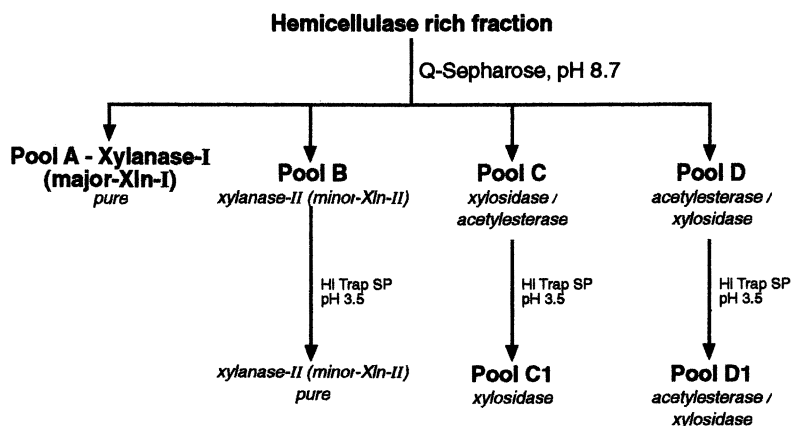 Hemicellulase rich fraction
Q-Sepharose, pH 8.7
Pool A - Xylanase-I
(major-Xln-I)
pure
Pool B
xylanase-II (minor-Xln-II)
Pool C
xylosidase /
acetylesterase
Pool D
acetylesterase /
xylosidase
Hi Trap SP
pH 3.5
Hi Trap SP
pH 3.5
Hi Trap SP
pH 3.5
xylanase-II (minor-Xln-II)
pure
Pool C1
xylosidase
Pool D1
acetylesterase /
xylosidase